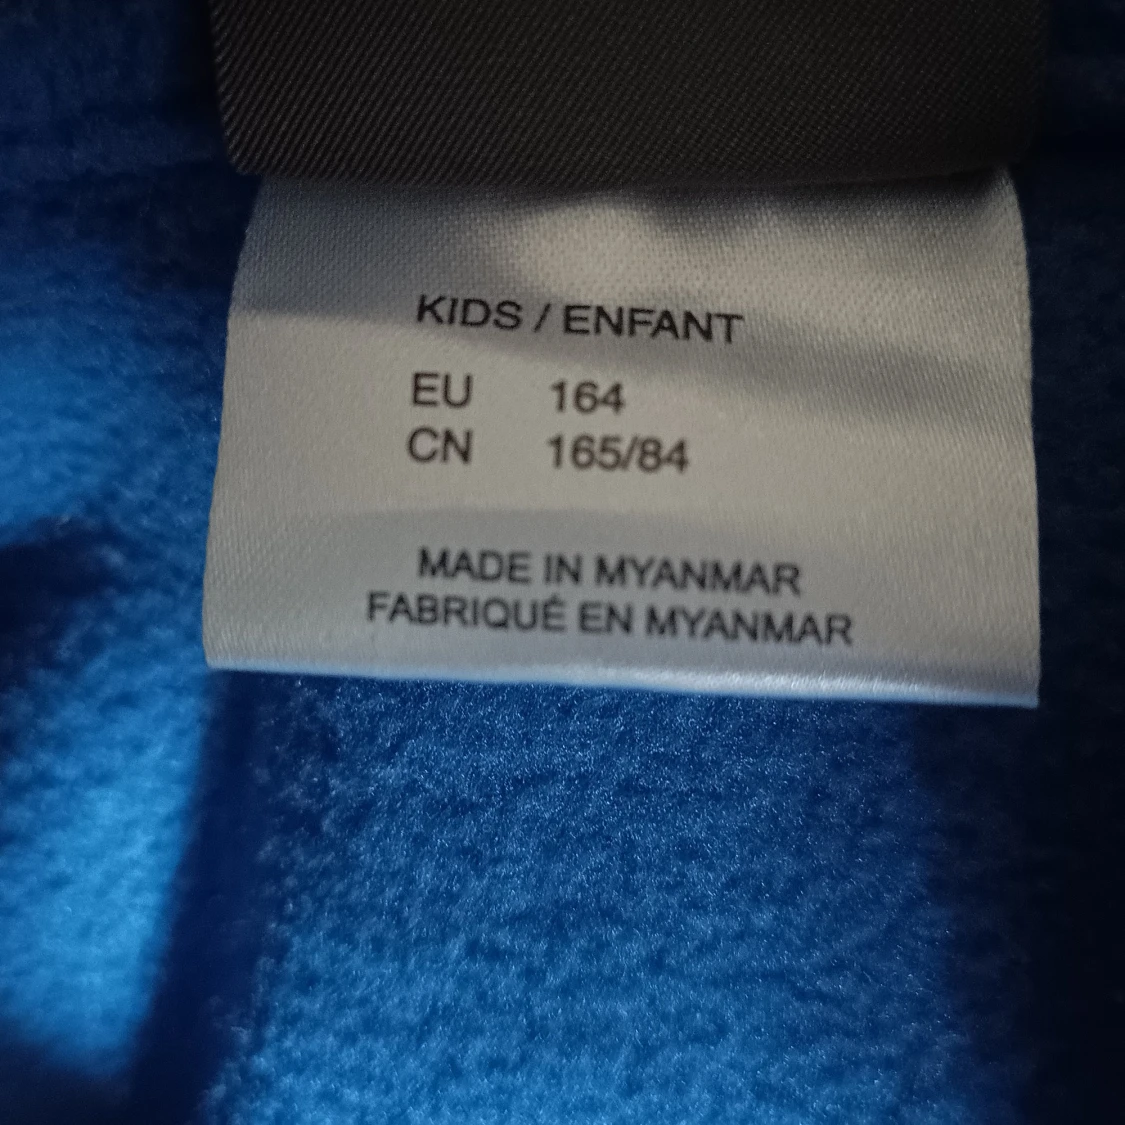 KIDS / ENFANT
EU 164
CN 165/84
MADE IN MYANMAR
FABRIQUÉ EN MYANMAR